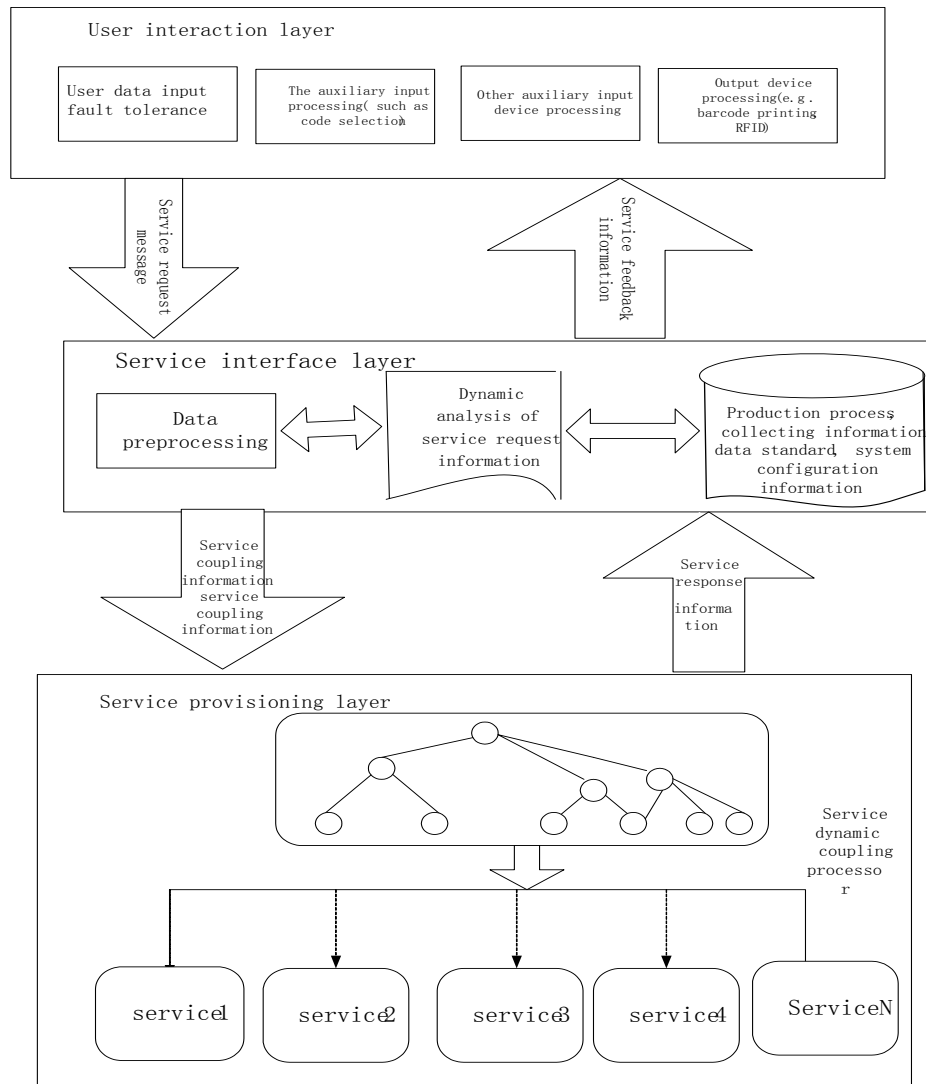 User interaction layer
User data input
fault tolerance
The auxiliary input
processing( such as
code selection)
Other auxiliary input
device processing
Output device
processing(e.g.
barcode printing,
RFID)
Service request
message
Service feedback
information
Service interface layer
Data
preprocessing
Dynamic
analysis of
service request
information
Production process,
collecting information
data standard, system
configuration
information
Service
coupling
information
service
coupling
information
Service
response
informa
tion
Service provisioning layer
Service
dynamic
coupling
processo
r
service1
service2
service3
service4
ServiceN